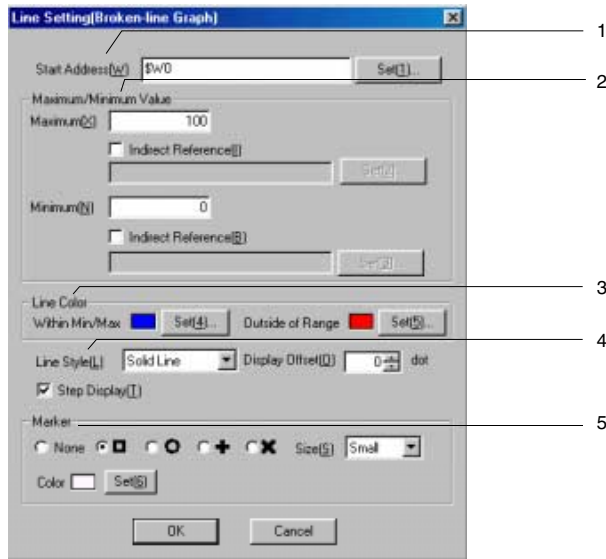 Line Setting(Broken-line Graph)
1
Start Address(W) $W0 Set(1)...
2
Maximum/Minimum Value
Maximum(X) 100
Indirect Reference(I)
Set(2)...
Minimum(N) 0
Indirect Reference(R)
Set(3)...
3
Line Color
Within Min/Max Set(4)... Outside of Range Set(5)...
4
Line Style(L) Solid Line Display Offset(O) 0 dot
Step Display(T)
5
Marker
None Size(S) Small
Color Set(6)
OK Cancel